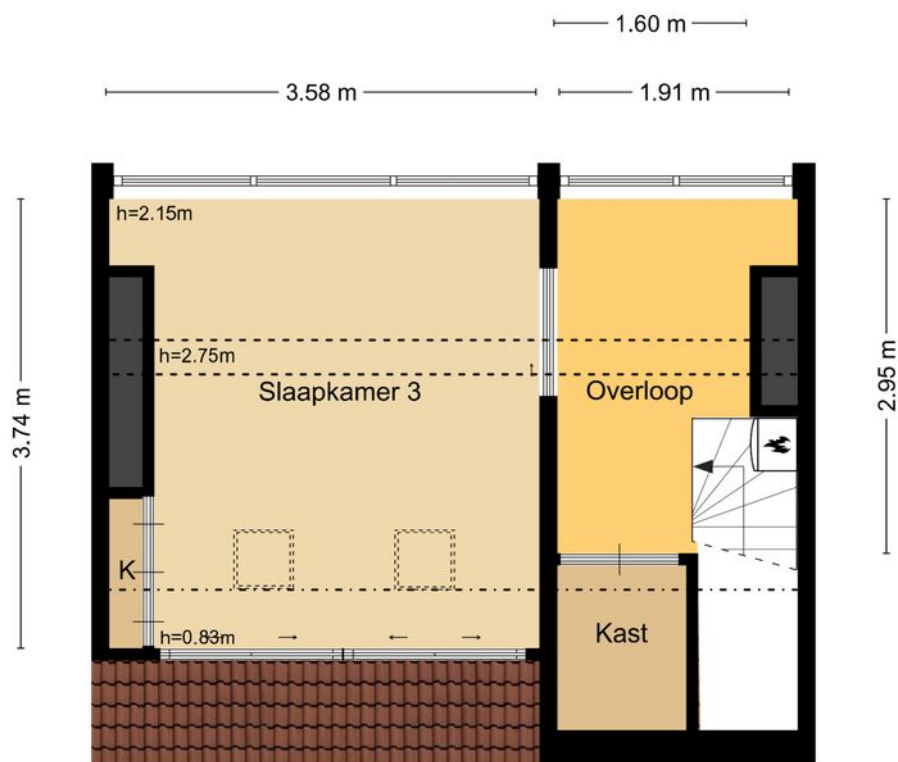 1.60 m
3.58 m
1.91 m
h=2.15m
h=2.75m
Slaapkamer 3
Overloop
3.74 m
2.95 m
K
h=0.83m
Kast